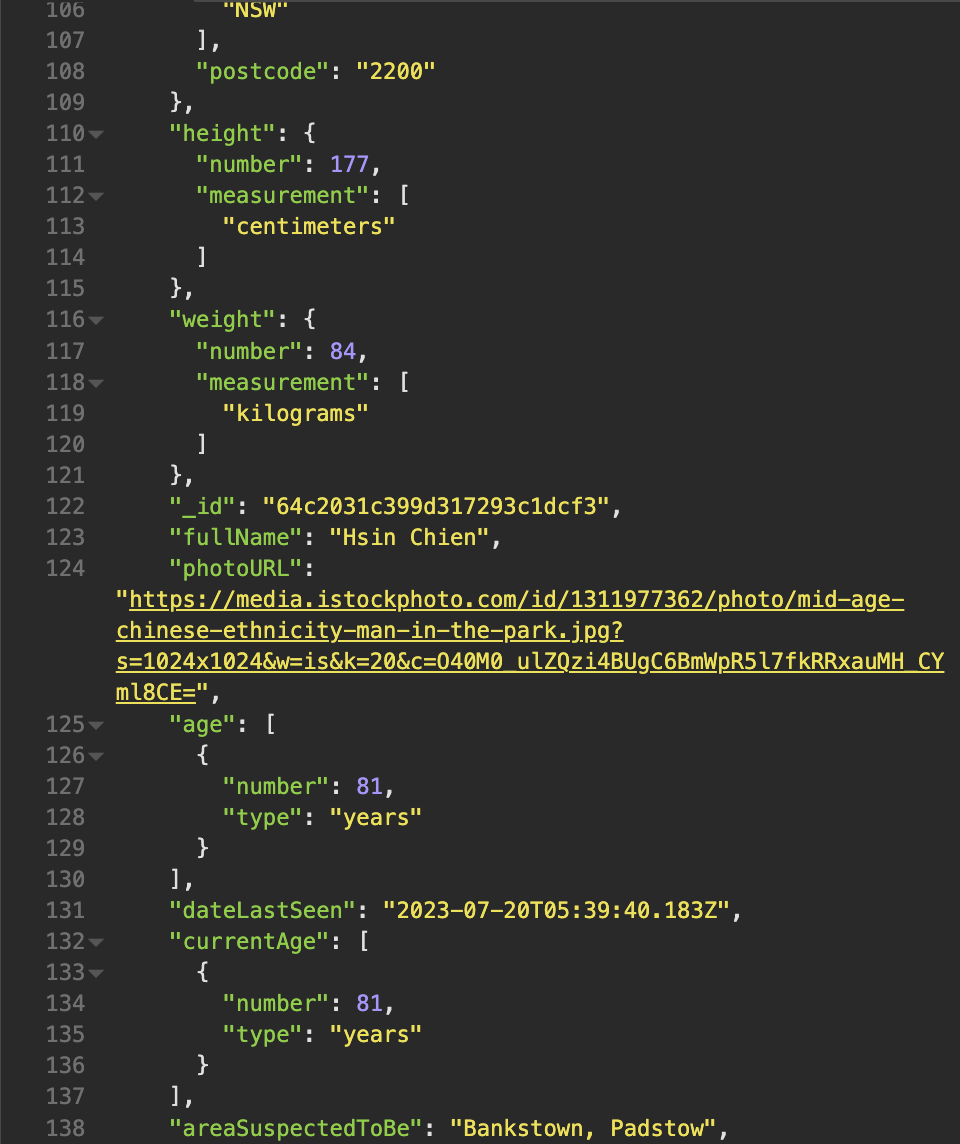 106 "NSW"
107 ],
108 "postcode": "2200"
109 },
110 "height": {
111 "number": 177,
112 "measurement": [
113 "centimeters"
114 ]
115 },
116 "weight": {
117 "number": 84,
118 "measurement": [
119 "kilograms"
120 ]
121 },
122 "_id": "64c2031c399d317293c1dcf3",
123 "fullName": "Hsin Chien",
124 "photoURL":
"https://media.istockphoto.com/id/1311977362/photo/mid-age-
chinese-ethnicity-man-in-the-park.jpg?
s=1024x1024&w=is&k=20&c=O40M0_ulZQzi4BUgC6BmWpR5l7fkRRxauMH_CY
ml8CE=",
125 "age": [
126 {
127 "number": 81,
128 "type": "years"
129 }
130 ],
131 "dateLastSeen": "2023-07-20T05:39:40.183Z",
132 "currentAge": [
133 {
134 "number": 81,
135 "type": "years"
136 }
137 ],
138 "areaSuspectedToBe": "Bankstown, Padstow",